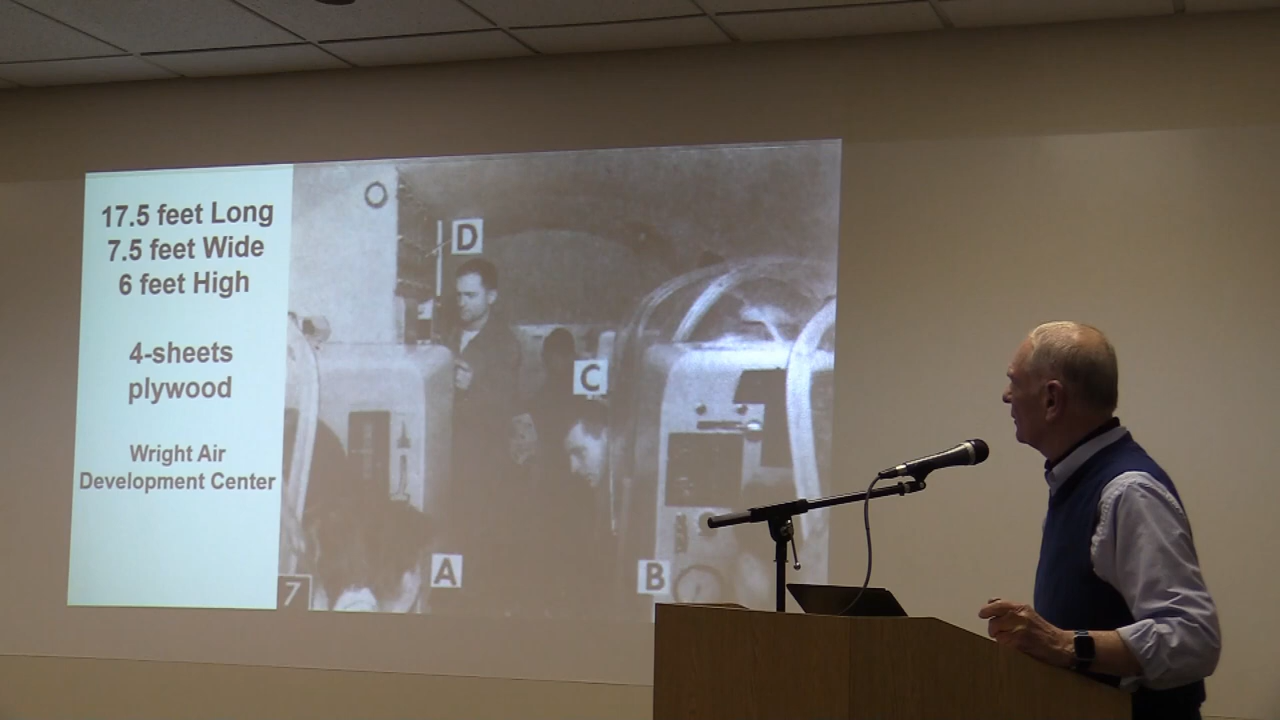 17.5 feet Long
7.5 feet Wide
6 feet High
4-sheets
plywood
Wright Air
Development Center
D
C
A
B
7